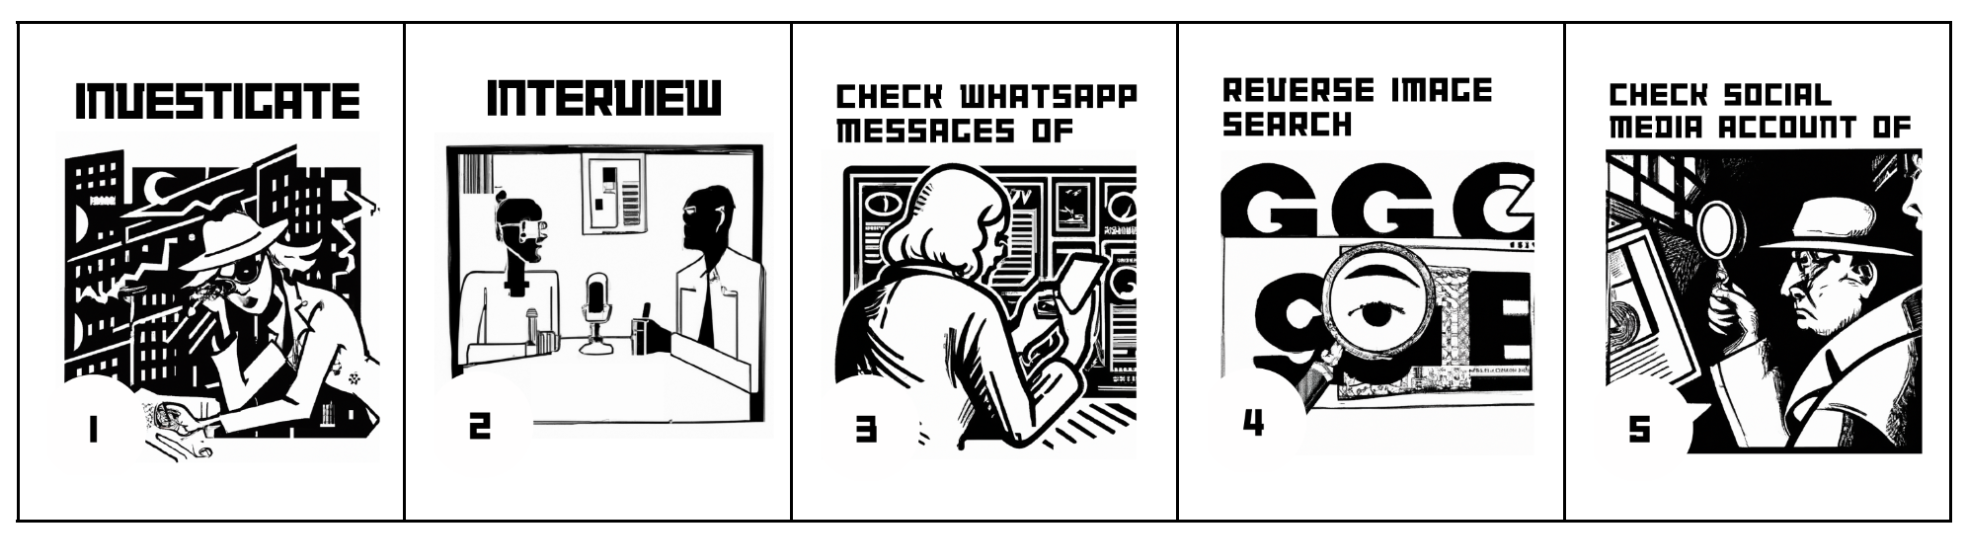 INVESTIGATE
1
INTERVIEW
2
CHECK WHATSAPP
MESSAGES OF
3
REVERSE IMAGE
SEARCH
GGG
4
CHECK SOCIAL
MEDIA ACCOUNT OF
5